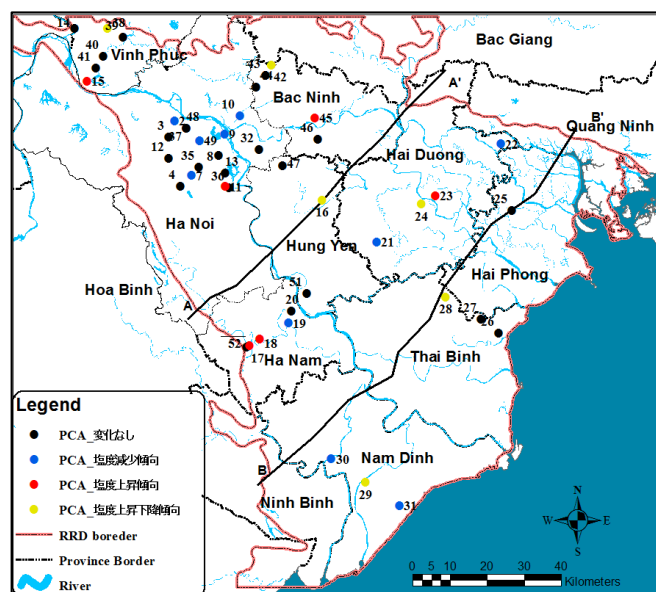 14
39
38
40
Vinh Phuc
41
15
Bac Giang
43
42
A'
Bac Ninh
10
3
2
48
45
B'
Quang Ninh
37
9
46
49
32
22
12
8
13
Hai Duong
35
47
4
7
36
11
23
16
24
25
Ha Noi
Hung Yen
21
Hai Phong
Hoa Binh
51
28
A
20
27
19
26
18
52
17
Ha Nam
Thai Binh
Legend
PCA_変化なし
PCA_塩度減少傾向
PCA_塩度上昇傾向
PCA_塩度上昇下降傾向
RRD boreder
Province Border
River
B
30
Nam Dinh
29
Ninh Binh
31
N
W
E
S
0 5 10 20 30 40
Kilometers